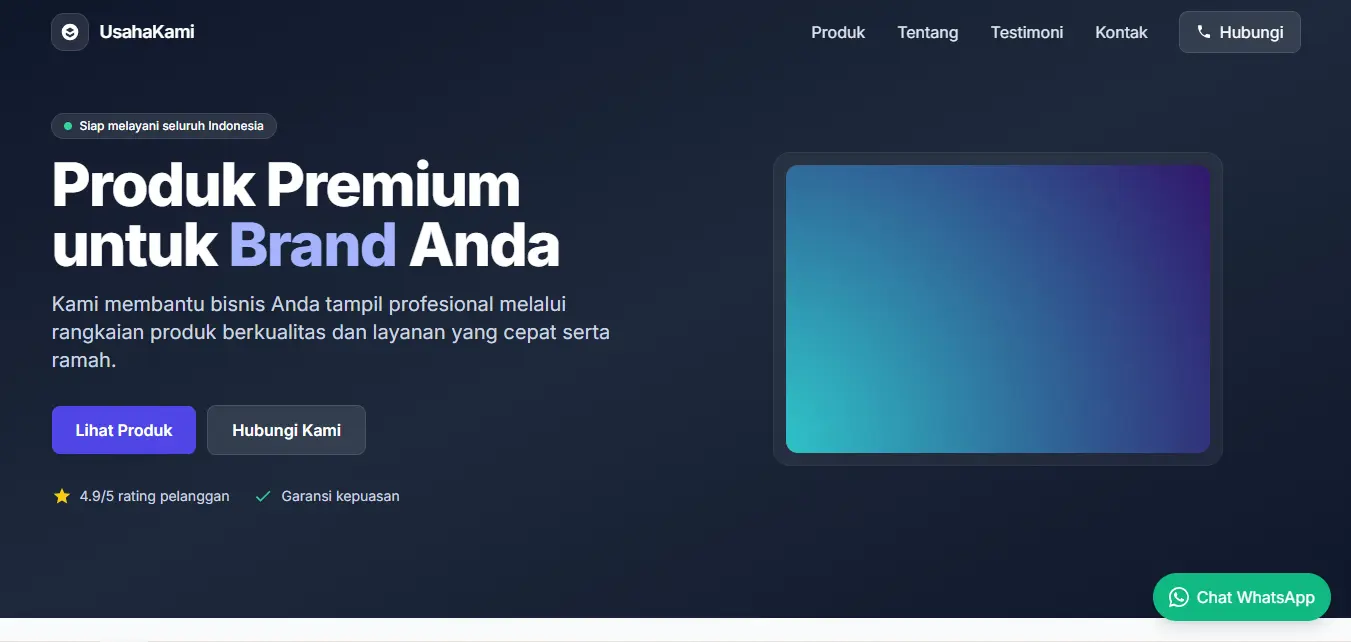 UsahaKami
Produk
Tentang
Testimoni
Kontak
Hubungi
Siap melayani seluruh Indonesia
Produk Premium
untuk Brand Anda
Kami membantu bisnis Anda tampil profesional melalui
rangkaian produk berkualitas dan layanan yang cepat serta
ramah.
Lihat Produk
Hubungi Kami
4.9/5 rating pelanggan
Garansi kepuasan
Chat WhatsApp